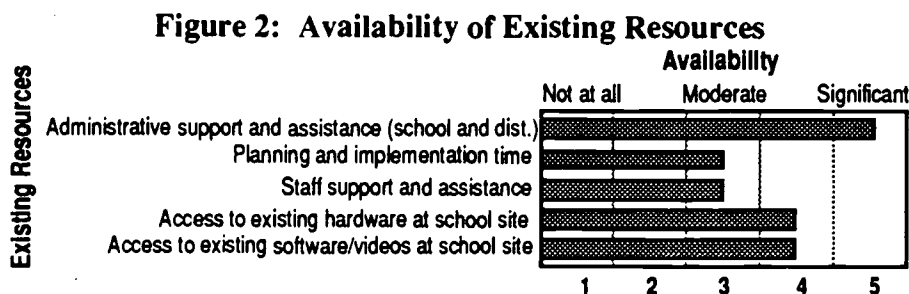 Figure 2: Availability of Existing Resources
Availability
Not at all Moderate Significant
Existing Resources
Administrative support and assistance (school and dist.)
Planning and implementation time
Staff support and assistance
Access to existing hardware at school site
Access to existing software/videos at school site
1 2 3 4 5